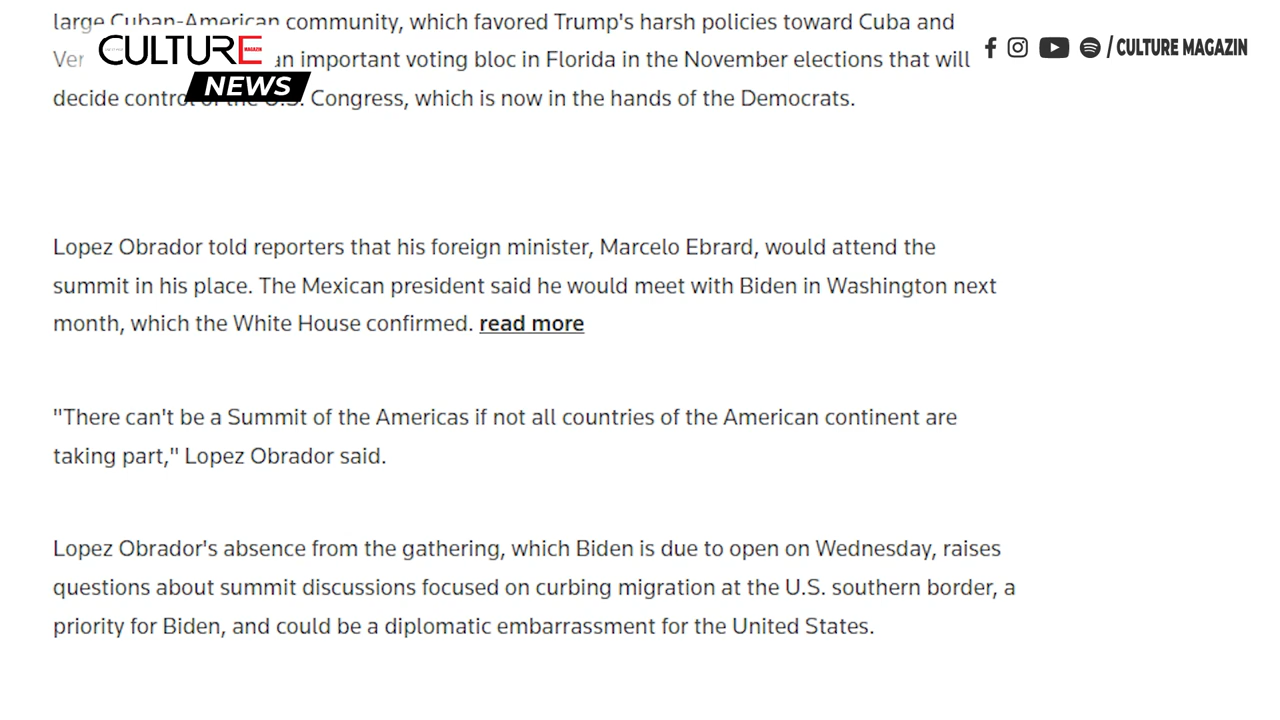 large Cuban-American community, which favored Trump's harsh policies toward Cuba and
CULTURE MAGAZIN
/ CULTURE MAGAZIN
an important voting bloc in Florida in the November elections that will
NEWS
decide control of the U.S. Congress, which is now in the hands of the Democrats.
Lopez Obrador told reporters that his foreign minister, Marcelo Ebrard, would attend the
summit in his place. The Mexican president said he would meet with Biden in Washington next
month, which the White House confirmed. read more
"There can't be a Summit of the Americas if not all countries of the American continent are
taking part," Lopez Obrador said.
Lopez Obrador's absence from the gathering, which Biden is due to open on Wednesday, raises
questions about summit discussions focused on curbing migration at the U.S. southern border, a
priority for Biden, and could be a diplomatic embarrassment for the United States.